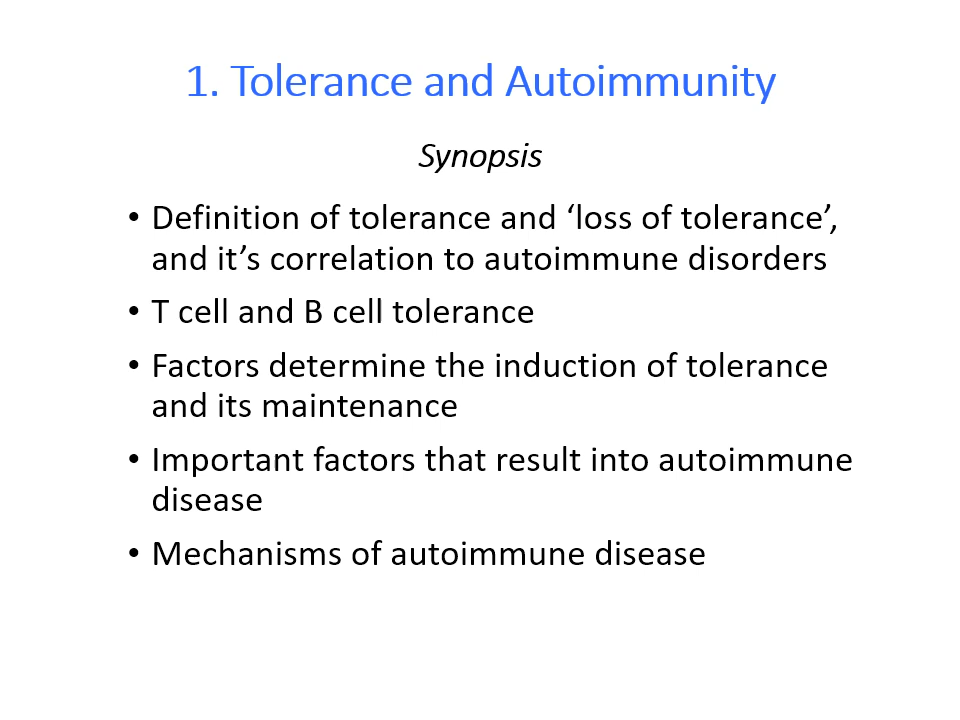 1. Tolerance and Autoimmunity
Synopsis
• Definition of tolerance and ‘loss of tolerance’,
and it’s correlation to autoimmune disorders
• T cell and B cell tolerance
• Factors determine the induction of tolerance
and its maintenance
• Important factors that result into autoimmune
disease
• Mechanisms of autoimmune disease